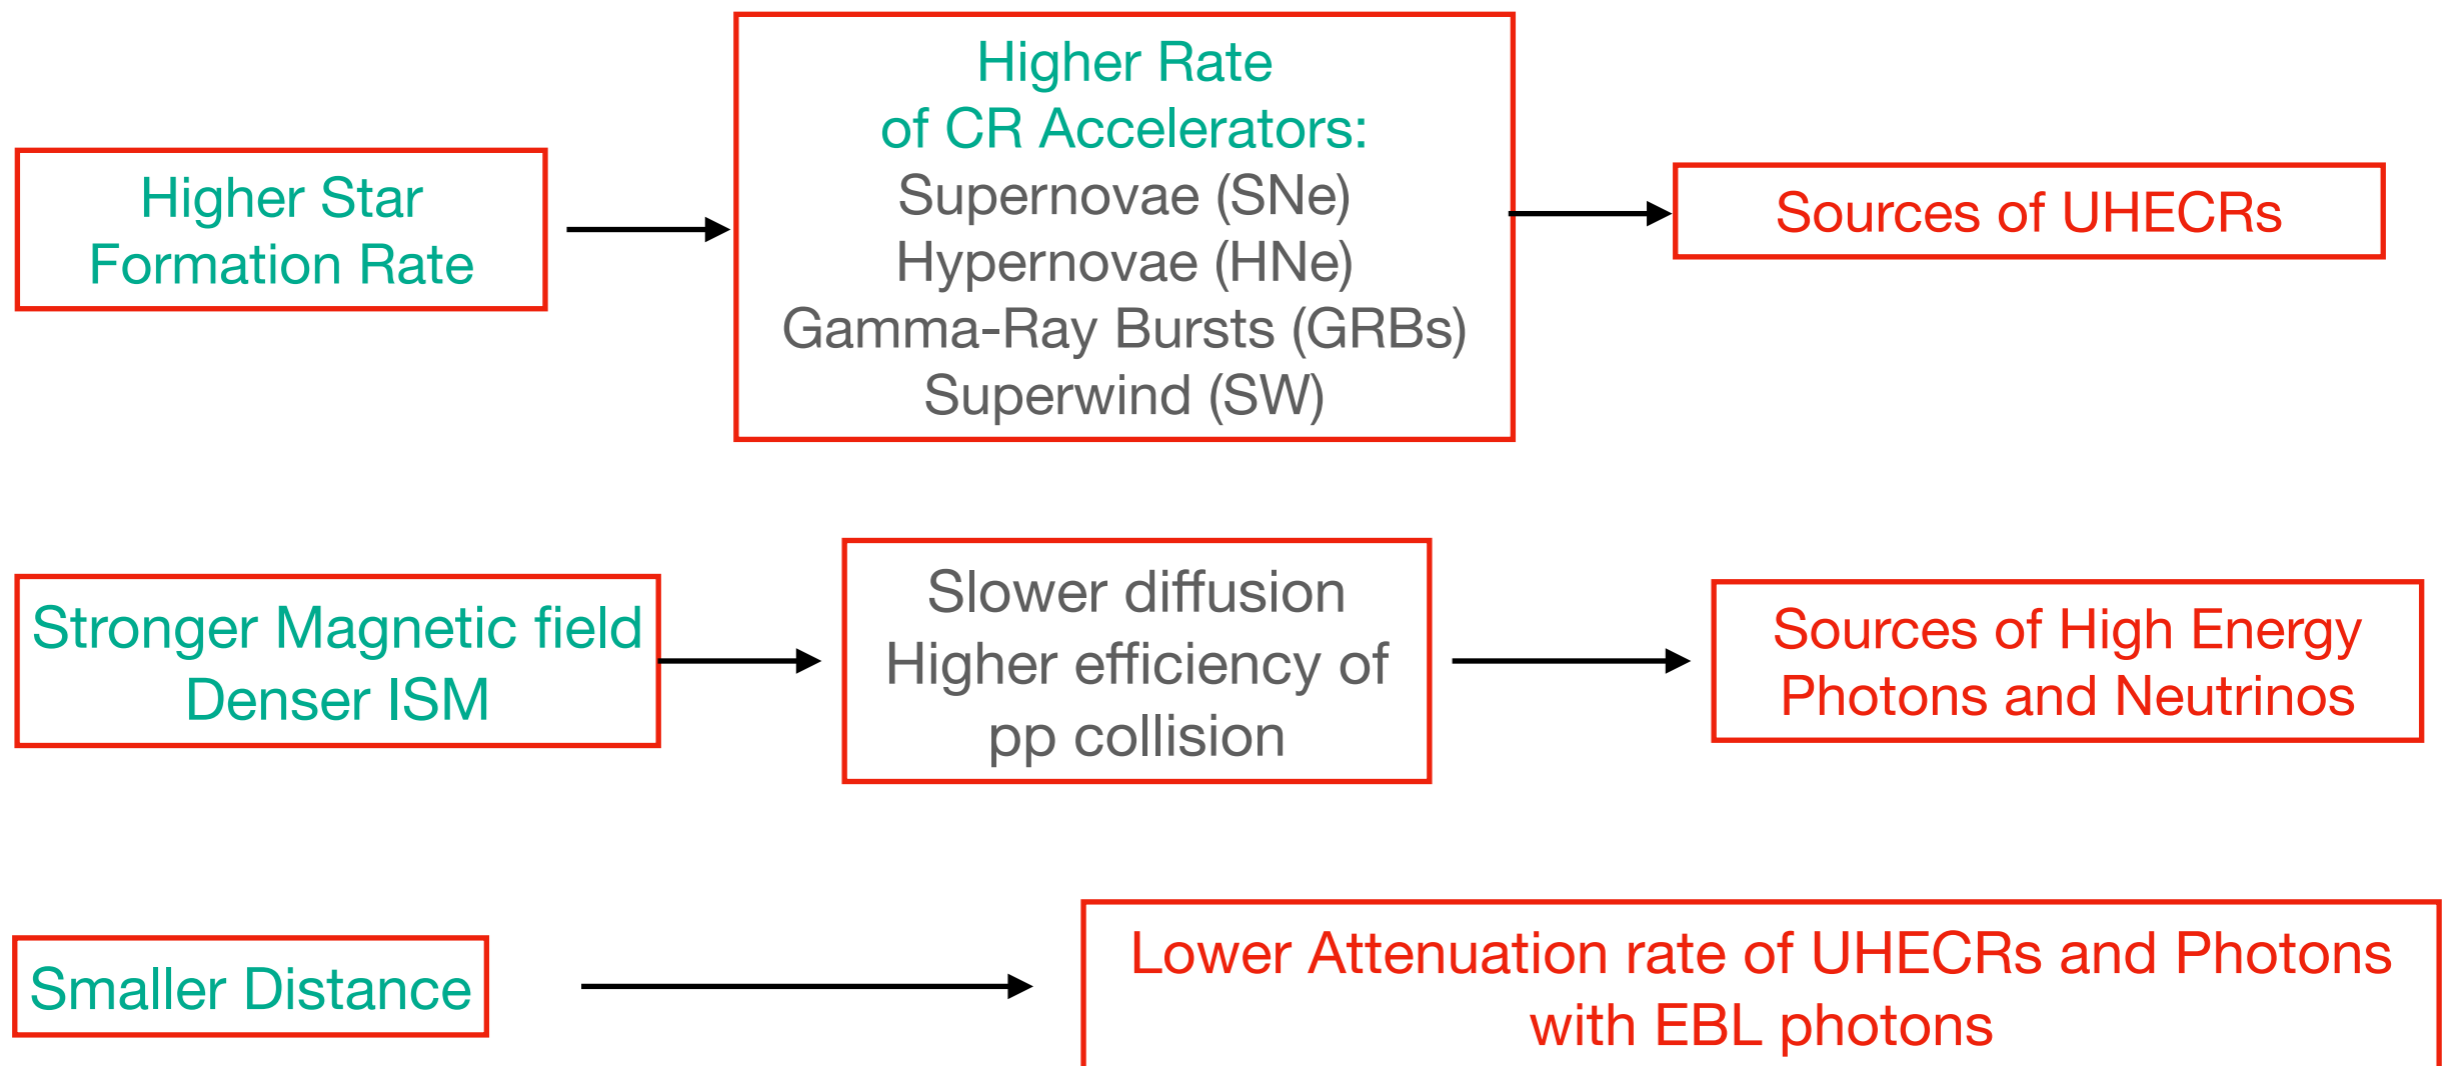 Higher Star
Formation Rate
Higher Rate
of CR Accelerators:
Supernovae (SNe)
Hypernovae (HNe)
Gamma-Ray Bursts (GRBs)
Superwind (SW)
Sources of UHECRs
Stronger Magnetic field
Denser ISM
Slower diffusion
Higher efficiency of
pp collision
Sources of High Energy
Photons and Neutrinos
Smaller Distance
Lower Attenuation rate of UHECRs and Photons
with EBL photons